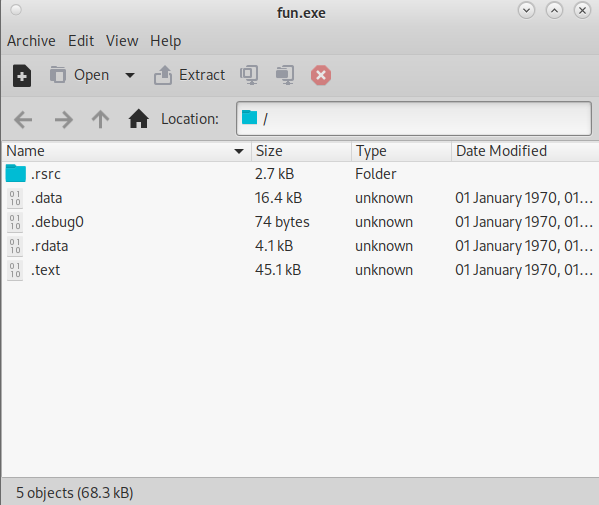 fun.exe
Archive Edit View Help
Open Extract
Location: /
Name Size Type Date Modified
.rsrc 2.7 kB Folder
.data 16.4 kB unknown 01 January 1970, 01...
.debug0 74 bytes unknown 01 January 1970, 01...
.rdata 4.1 kB unknown 01 January 1970, 01...
.text 45.1 kB unknown 01 January 1970, 01...
5 objects (68.3 kB)